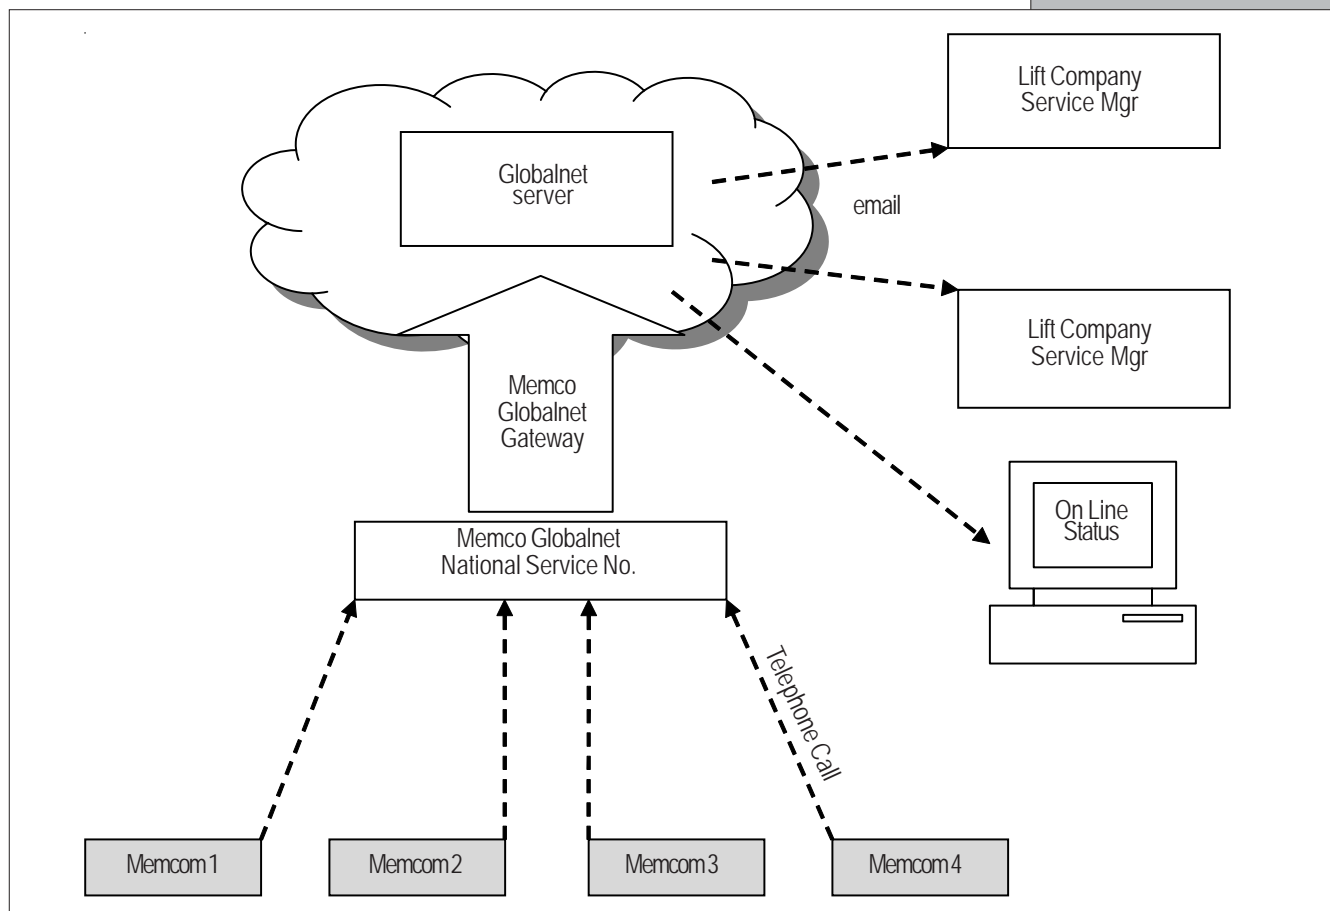 Lift Company
Service Mgr
Globalnet
server
email
Lift Company
Service Mgr
Memco
Globalnet
Gateway
On Line
Status
Memco Globalnet
National Service No.
Telephone Call
Memcom 1
Memcom 2
Memcom 3
Memcom 4